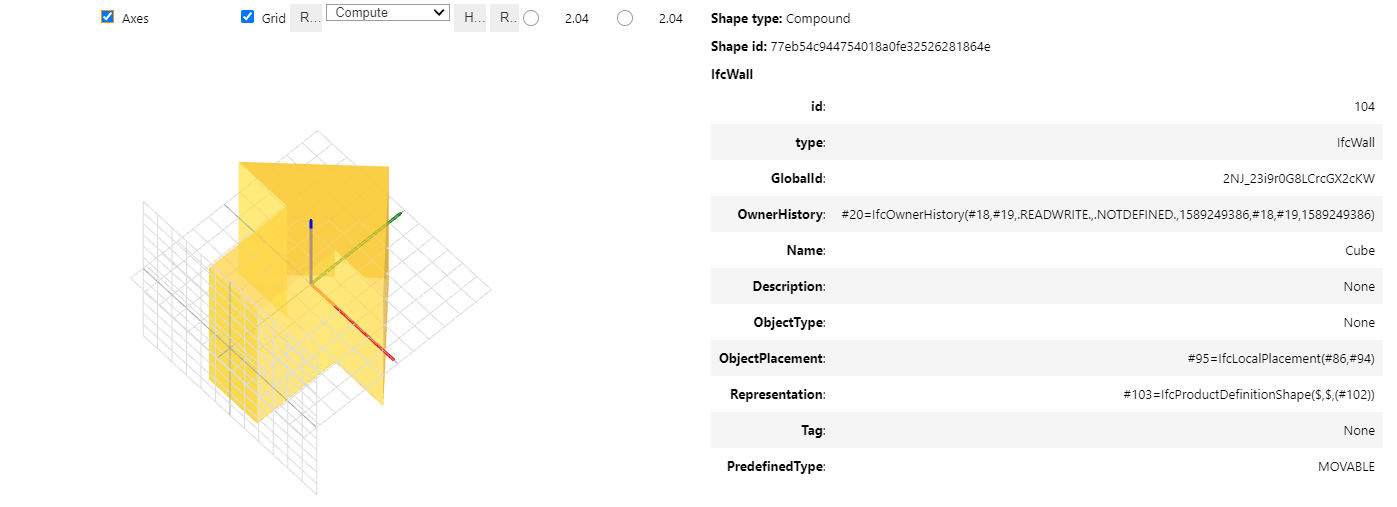 Axes Grid R... Compute H... R.. 2.04 2.04
Shape type: Compound
Shape id: 77eb54c944754018a0fe32526281864e
IfcWall
id: 104
type: IfcWall
GlobalId: 2NJ_23i9r0G8LCrcGX2cKW
OwnerHistory: #20=IfcOwnerHistory(#18,#19,.READWRITE.,.NOTDEFINED.,1589249386,#18,#19,1589249386)
Name: Cube
Description: None
ObjectType: None
ObjectPlacement: #95=IfcLocalPlacement(#86,#94)
Representation: #103=IfcProductDefinitionShape($,$,(#102))
Tag: None
PredefinedType: MOVABLE